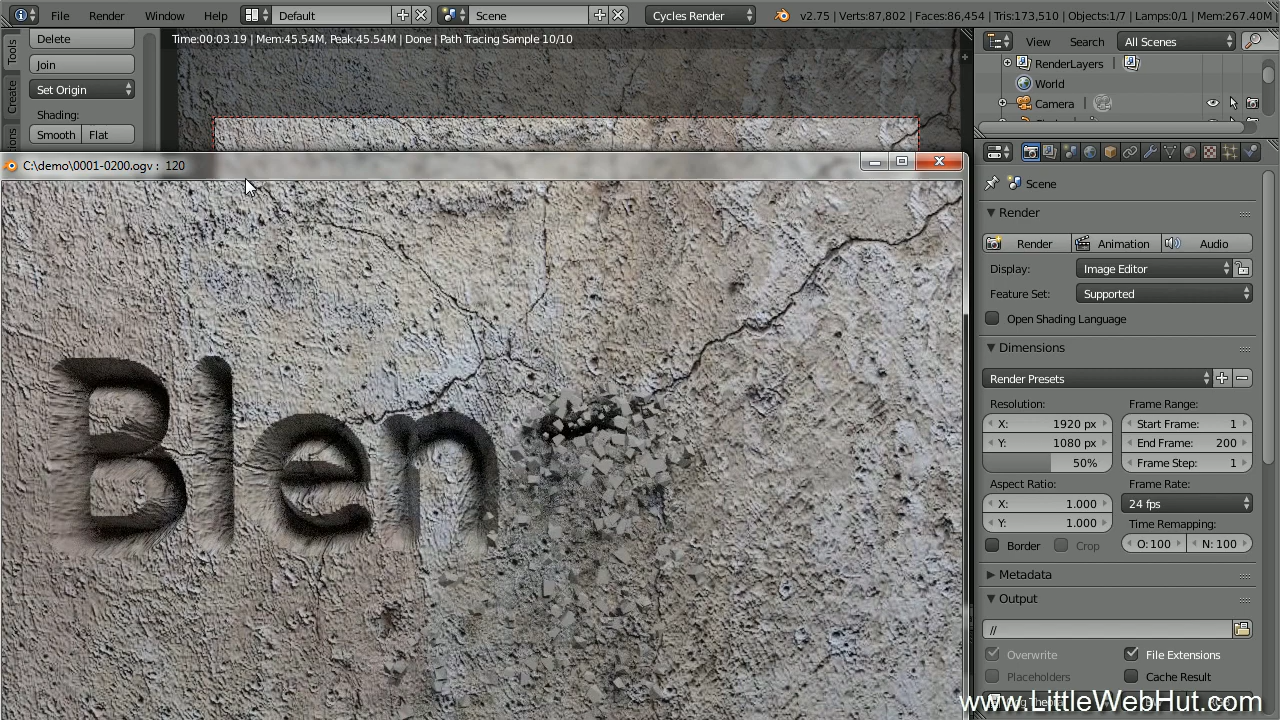 File Render Window Help Default Scene Cycles Render v2.75 | Verts:87,802 | Faces:86,454 | Tris:173,510 | Objects:1/7 | Lamps:0/1 | Mem:267.40M
Time:00:03.19 | Mem:45.54M, Peak:45.54M | Done | Path Tracing Sample 10/10
Tools
Create
Delete
Join
Set Origin
Shading:
Smooth Flat
View Search All Scenes
RenderLayers
World
Camera
C:\demo\0001-0200.ogv : 120
Blen
Scene
Render
Render Animation Audio
Display: Image Editor
Feature Set: Supported
Open Shading Language
Dimensions
Render Presets
Resolution: Frame Range:
X: 1920 px Start Frame: 1
Y: 1080 px End Frame: 200
50% Frame Step: 1
Aspect Ratio: Frame Rate:
X: 1.000 24 fps
Y: 1.000 Time Remapping:
Border Crop O: 100 N: 100
Metadata
Output
//
Overwrite File Extensions
Placeholders Cache Result
www.LittleWebHut.com